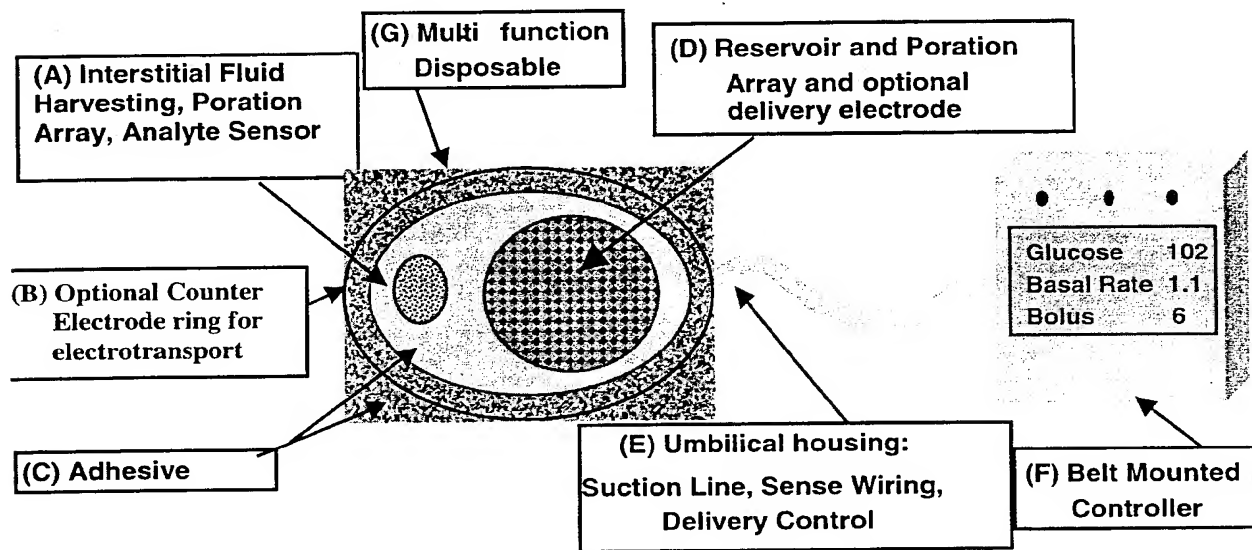 (G) Multi function
Disposable
(D) Reservoir and Poration
Array and optional
delivery electrode
(A) Interstitial Fluid
Harvesting, Poration
Array, Analyte Sensor
Glucose 102
Basal Rate 1.1
Bolus 6
(B) Optional Counter
Electrode ring for
electrotransport
(C) Adhesive
(E) Umbilical housing:
Suction Line, Sense Wiring,
Delivery Control
(F) Belt Mounted
Controller